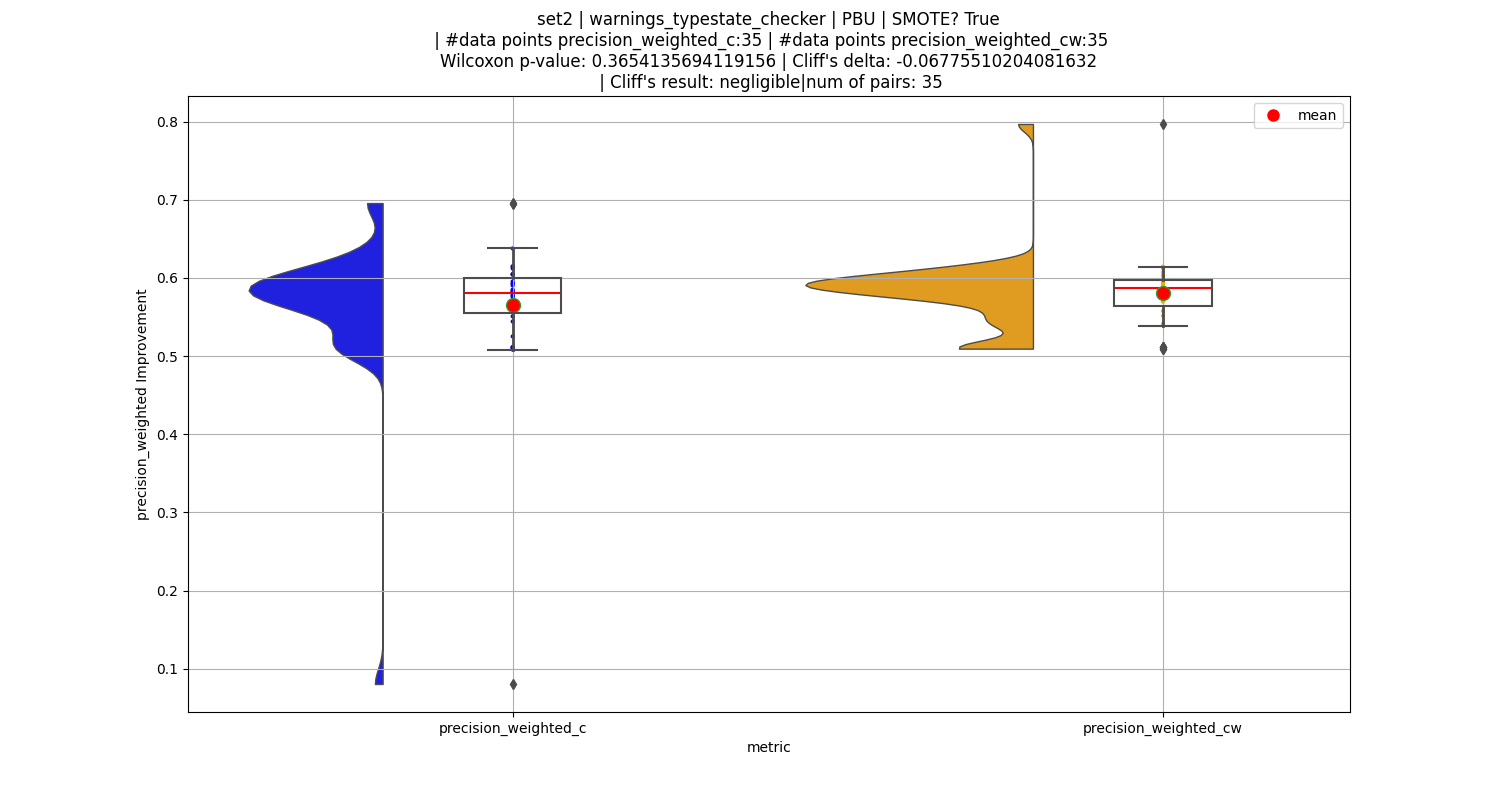 set2 | warnings_typestate_checker | PBU | SMOTE? True
| #data points precision_weighted_c:35 | #data points precision_weighted_cw:35
Wilcoxon p-value: 0.3654135694119156 | Cliff's delta: -0.06775510204081632
| Cliff's result: negligible|num of pairs: 35
mean
0.8
0.7
0.6
0.5
0.4
0.3
0.2
0.1
precision_weighted Improvement
precision_weighted_c
precision_weighted_cw
metric